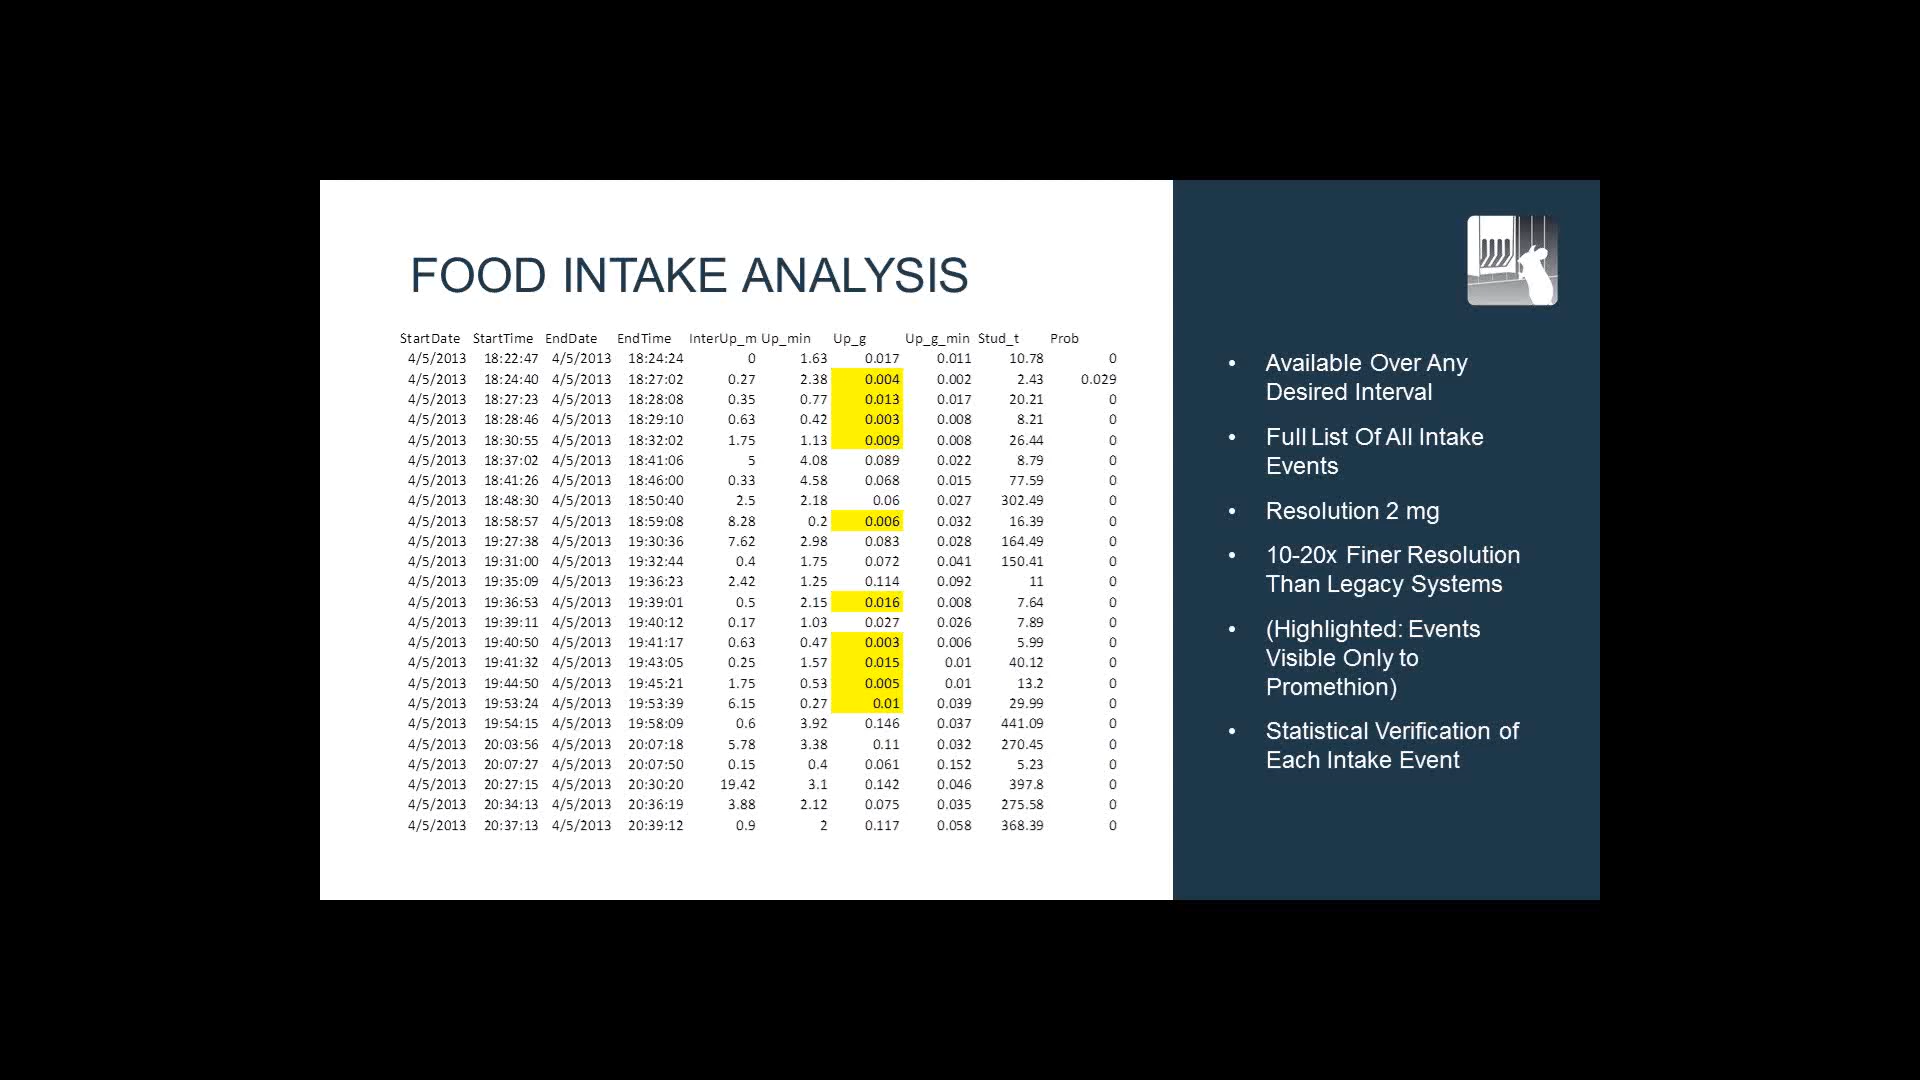 FOOD INTAKE ANALYSIS
StartDate StartTime EndDate EndTime InterUp_m Up_min Up_g Up_g_min Stud_t Prob
4/5/2013 18:22:47 4/5/2013 18:24:24 0 1.63 0.017 0.011 10.78 0
4/5/2013 18:24:40 4/5/2013 18:27:02 0.27 2.38 0.004 0.002 2.43 0.029
4/5/2013 18:27:23 4/5/2013 18:28:08 0.35 0.77 0.013 0.017 20.21 0
4/5/2013 18:28:46 4/5/2013 18:29:10 0.63 0.42 0.003 0.008 8.21 0
4/5/2013 18:30:55 4/5/2013 18:32:02 1.75 1.13 0.009 0.008 26.44 0
4/5/2013 18:37:02 4/5/2013 18:41:06 5 4.08 0.089 0.022 8.79 0
4/5/2013 18:41:26 4/5/2013 18:46:00 0.33 4.58 0.068 0.015 77.59 0
4/5/2013 18:48:30 4/5/2013 18:50:40 2.5 2.18 0.06 0.027 302.49 0
4/5/2013 18:58:57 4/5/2013 18:59:08 8.28 0.2 0.006 0.032 16.39 0
4/5/2013 19:27:38 4/5/2013 19:30:36 7.62 2.98 0.083 0.028 164.49 0
4/5/2013 19:31:00 4/5/2013 19:32:44 0.4 1.75 0.072 0.041 150.41 0
4/5/2013 19:35:09 4/5/2013 19:36:23 2.42 1.25 0.114 0.092 11 0
4/5/2013 19:36:53 4/5/2013 19:39:01 0.5 2.15 0.016 0.008 7.64 0
4/5/2013 19:39:11 4/5/2013 19:40:12 0.17 1.03 0.027 0.026 7.89 0
4/5/2013 19:40:50 4/5/2013 19:41:17 0.63 0.47 0.003 0.006 5.99 0
4/5/2013 19:41:32 4/5/2013 19:43:05 0.25 1.57 0.015 0.01 40.12 0
4/5/2013 19:44:50 4/5/2013 19:45:21 1.75 0.53 0.005 0.01 13.2 0
4/5/2013 19:53:24 4/5/2013 19:53:39 6.15 0.27 0.01 0.039 29.99 0
4/5/2013 19:54:15 4/5/2013 19:58:09 0.6 3.92 0.146 0.037 441.09 0
4/5/2013 20:03:56 4/5/2013 20:07:18 5.78 3.38 0.11 0.032 270.45 0
4/5/2013 20:07:27 4/5/2013 20:07:50 0.15 0.4 0.061 0.152 5.23 0
4/5/2013 20:27:15 4/5/2013 20:30:20 19.42 3.1 0.142 0.046 397.8 0
4/5/2013 20:34:13 4/5/2013 20:36:19 3.88 2.12 0.075 0.035 275.58 0
4/5/2013 20:37:13 4/5/2013 20:39:12 0.9 2 0.117 0.058 368.39 0
• Available Over Any
Desired Interval
• Full List Of All Intake
Events
• Resolution 2 mg
• 10-20x Finer Resolution
Than Legacy Systems
• (Highlighted: Events
Visible Only to
Promethion)
• Statistical Verification of
Each Intake Event